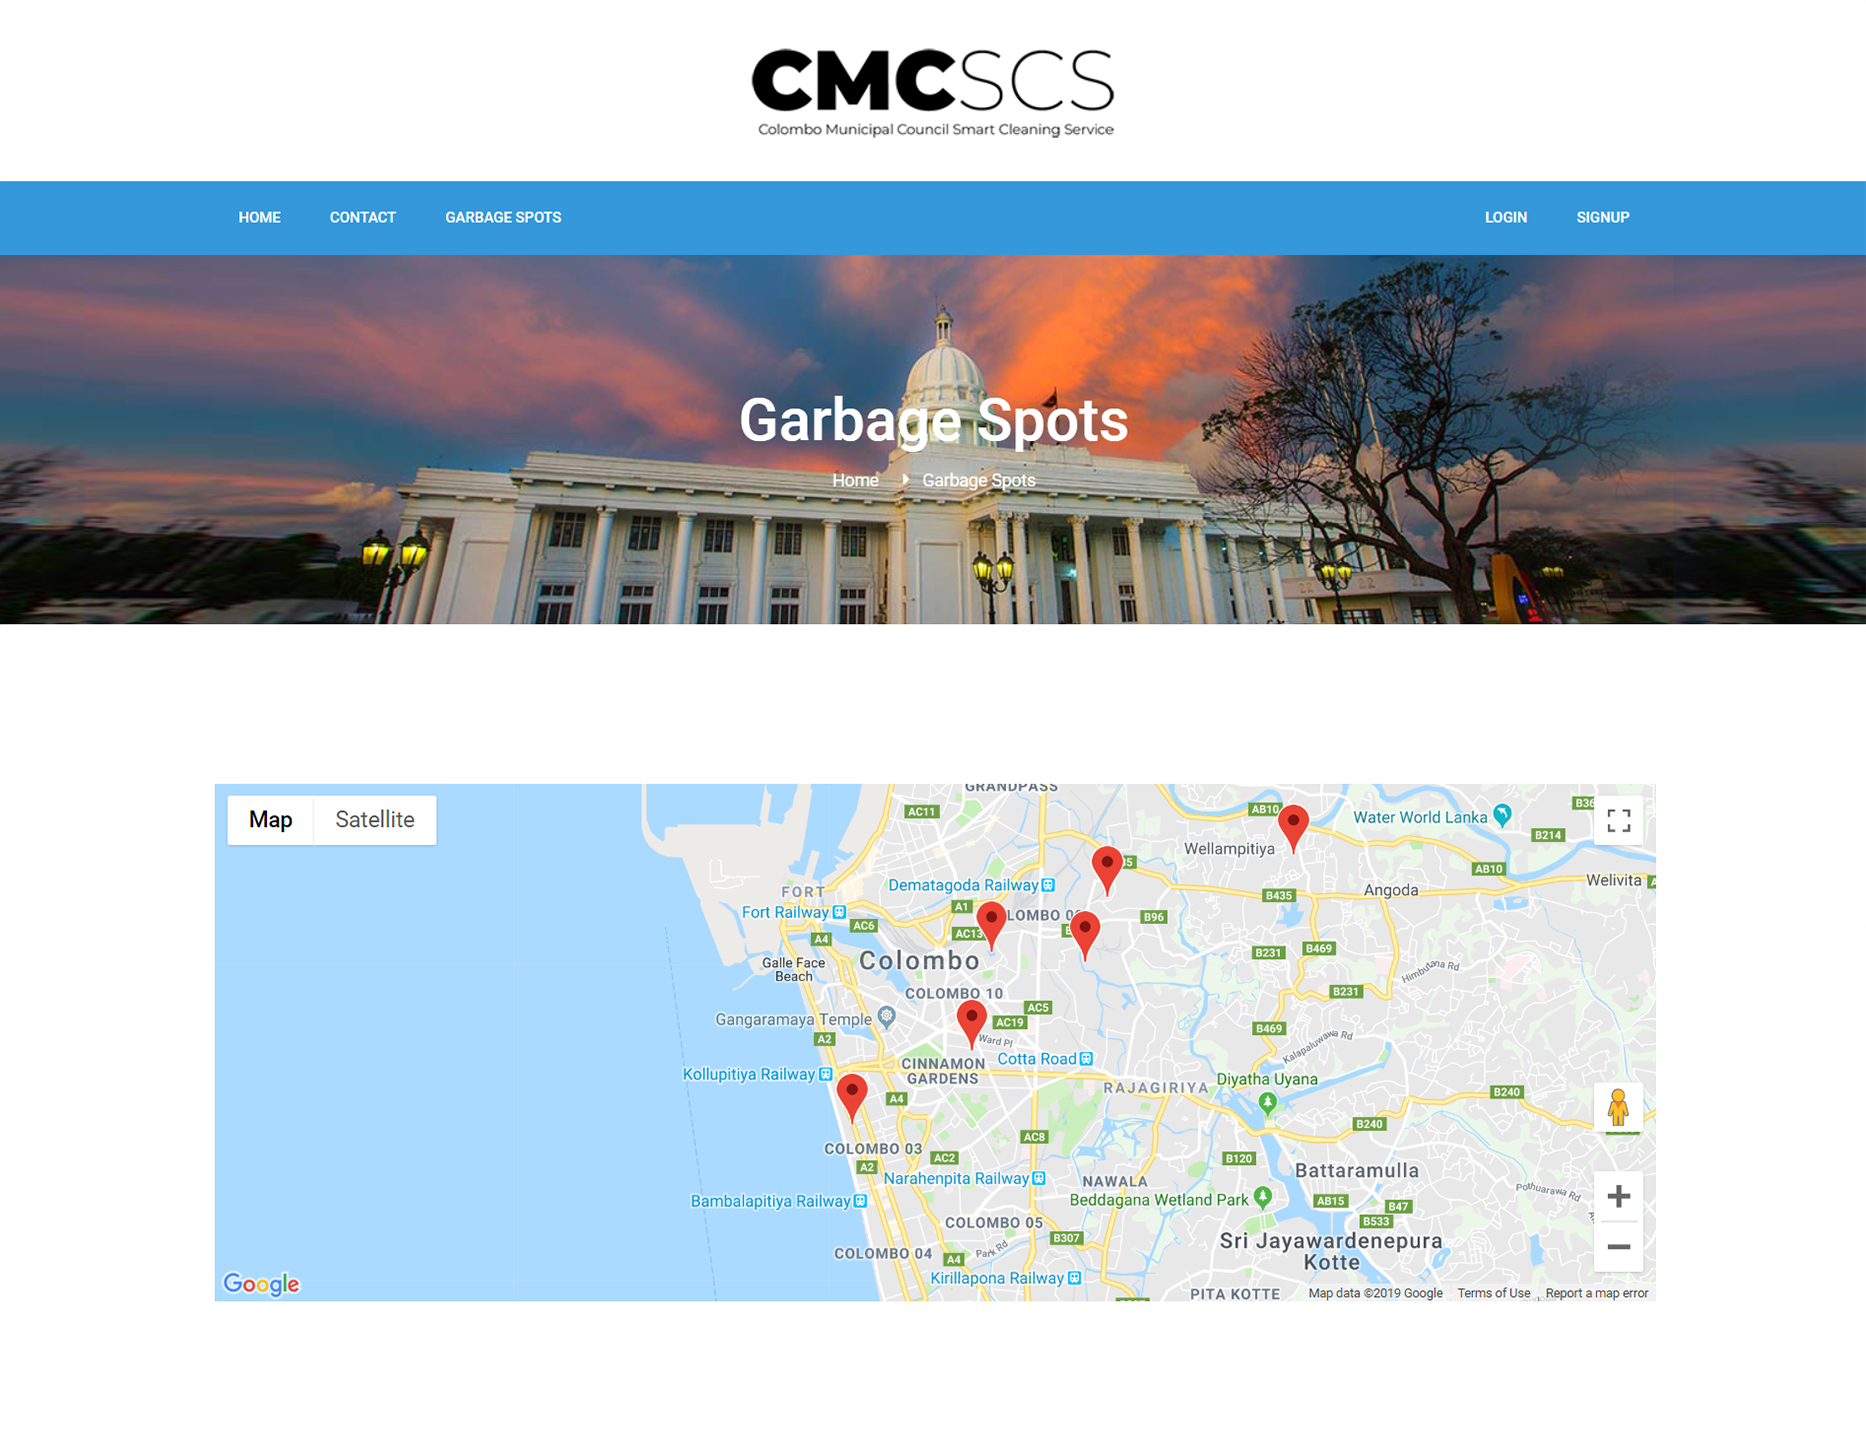 CMCSCS
Colombo Municipal Council Smart Cleaning Service
HOME CONTACT GARBAGE SPOTS LOGIN SIGNUP
Garbage Spots
Home Garbage Spots
Map Satellite
GRANDPASS
AC11
AB10
Water World Lanka
B214
Wellampitiya
AB10
FORT
Dematagoda Railway
B435
Angoda
Welivita
Fort Railway
A1
AC6
AC13
B96
A4
Colombo
B231
B469
Galle Face
Beach
Himbutana Rd
COLOMBO 10
B231
AC5
Gangaramaya Temple
AC19
B469
A2
Ward Pl
Kalapaluwawa Rd
Cotta Road
CINNAMON
GARDENS
Kollupitiya Railway
RAJAGIRIYA
Diyatha Uyana
A4
B240
B240
AC8
COLOMBO 03
AC2
B120
A2
Battaramulla
Narahenpita Railway
NAWALA
Pothuarawa Rd
Bambalapitiya Railway
Beddagana Wetland Park
AB15
B47
B533
COLOMBO 05
B307
Sri Jayawardenepura
Kotte
COLOMBO 04
Park Rd
A4
Kirillapona Railway
PITA KOTTE
Google
Map data ©2019 Google Terms of Use Report a map error